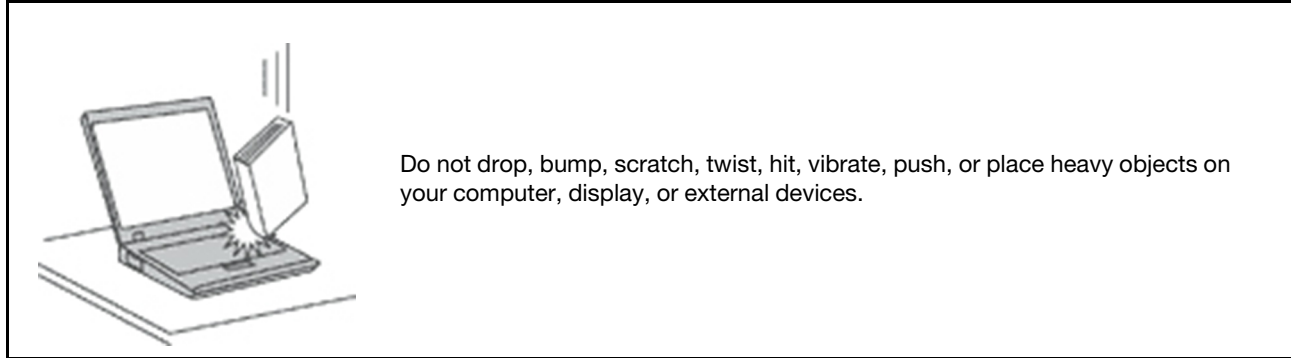 Do not drop, bump, scratch, twist, hit, vibrate, push, or place heavy objects on
your computer, display, or external devices.